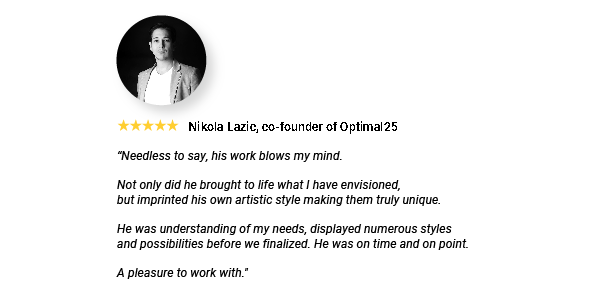 Nikola Lazic, co-founder of Optimal25
“Needless to say, his work blows my mind.
Not only did he brought to life what I have envisioned,
but imprinted his own artistic style making them truly unique.
He was understanding of my needs, displayed numerous styles
and possibilities before we finalized. He was on time and on point.
A pleasure to work with."